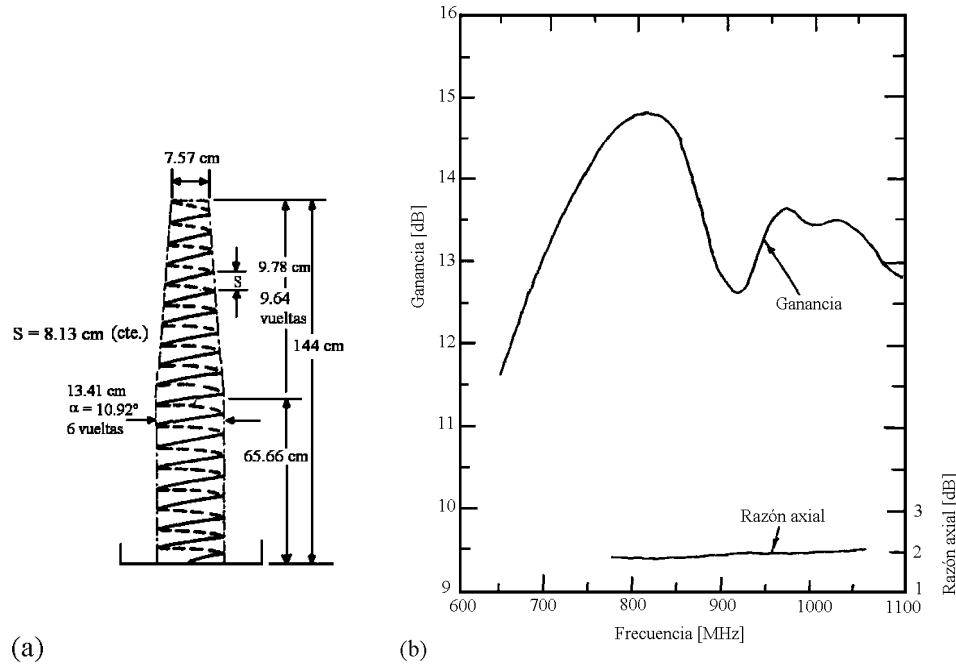 7.57 cm
9.78 cm
S
9.64
vueltas
S = 8.13 cm (cte.)
144 cm
13.41 cm
α = 10.92º
6 vueltas
65.66 cm
(a)
16
15
14
13
12
11
10
9
Ganancia [dB]
Ganancia
Razón axial
3
2
1
Razón axial [dB]
600
700
800
900
1000
1100
Frecuencia [MHz]
(b)